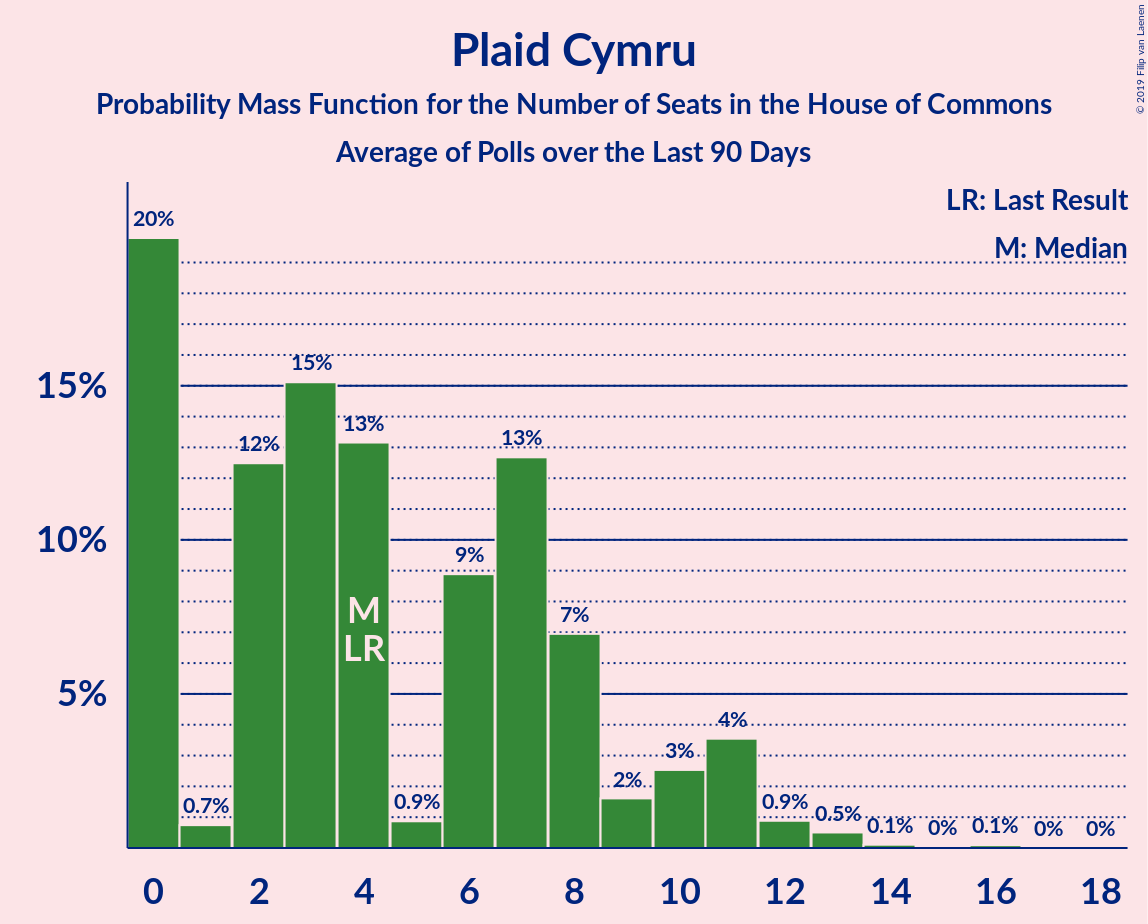 Plaid Cymru
Probability Mass Function for the Number of Seats in the House of Commons
Average of Polls over the Last 90 Days
© 2019 Filip van Laenen
LR: Last Result
M: Median
20%
0.7%
12%
15%
13%
0.9%
9%
13%
7%
2%
3%
4%
0.9%
0.5%
0.1%
0%
0.1%
0%
0%
M
LR
15%
10%
5%
0 2 4 6 8 10 12 14 16 18